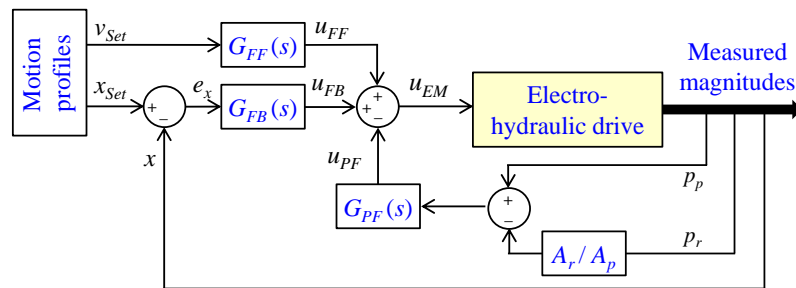 Motion profiles
v_Set
G_FF(s)
u_FF
x_Set
+
−
e_x
G_FB(s)
u_FB
+
+
−
u_EM
Electro-
hydraulic drive
Measured
magnitudes
x
u_PF
G_PF(s)
+
−
p_p
A_r / A_p
p_r